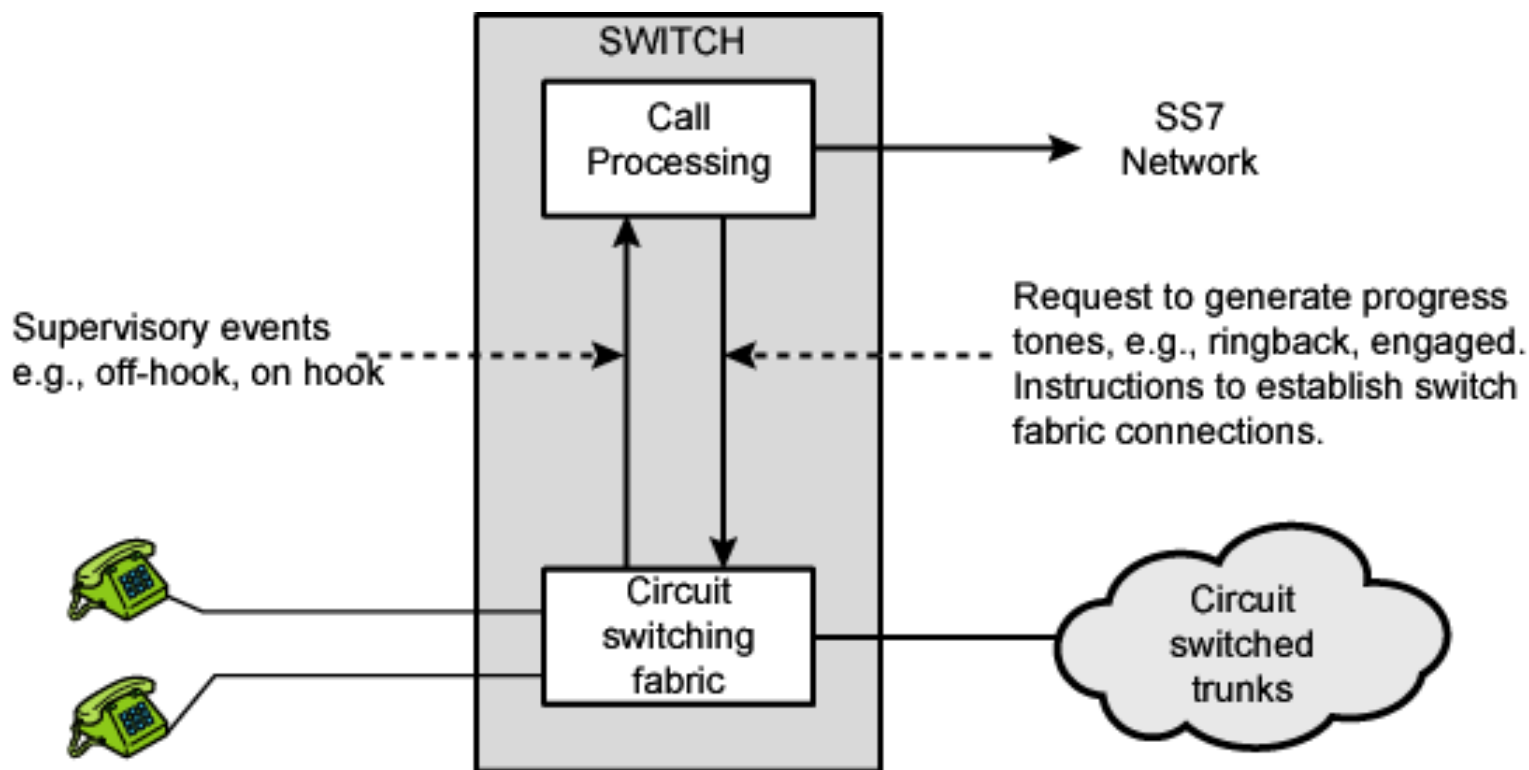 SWITCH
Call
Processing
SS7
Network
Supervisory events
e.g., off-hook, on hook
Request to generate progress
tones, e.g., ringback, engaged.
Instructions to establish switch
fabric connections.
Circuit
switching
fabric
Circuit
switched
trunks